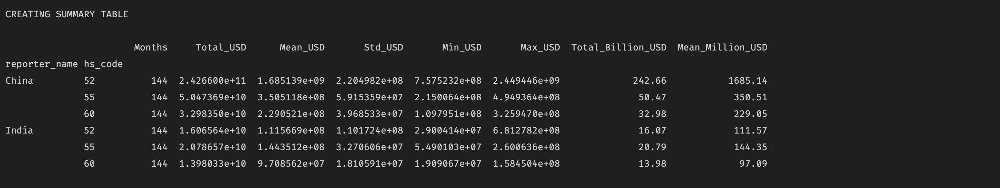 CREATING SUMMARY TABLE
Months Total_USD Mean_USD Std_USD Min_USD Max_USD Total_Billion_USD Mean_Million_USD
reporter_name hs_code
China 52 144 2.426600e+11 1.685139e+09 2.204982e+08 7.575232e+08 2.449446e+09 242.66 1685.14
55 144 5.047369e+10 3.505118e+08 5.915359e+07 2.150064e+08 4.949364e+08 50.47 350.51
60 144 3.298350e+10 2.290521e+08 3.968533e+07 1.097951e+08 3.259470e+08 32.98 229.05
India 52 144 1.606564e+10 1.115669e+08 1.101724e+08 2.900414e+07 6.812782e+08 16.07 111.57
55 144 2.078657e+10 1.443512e+08 3.270606e+07 5.490103e+07 2.600636e+08 20.79 144.35
60 144 1.398033e+10 9.708562e+07 1.810591e+07 1.909067e+07 1.584504e+08 13.98 97.09